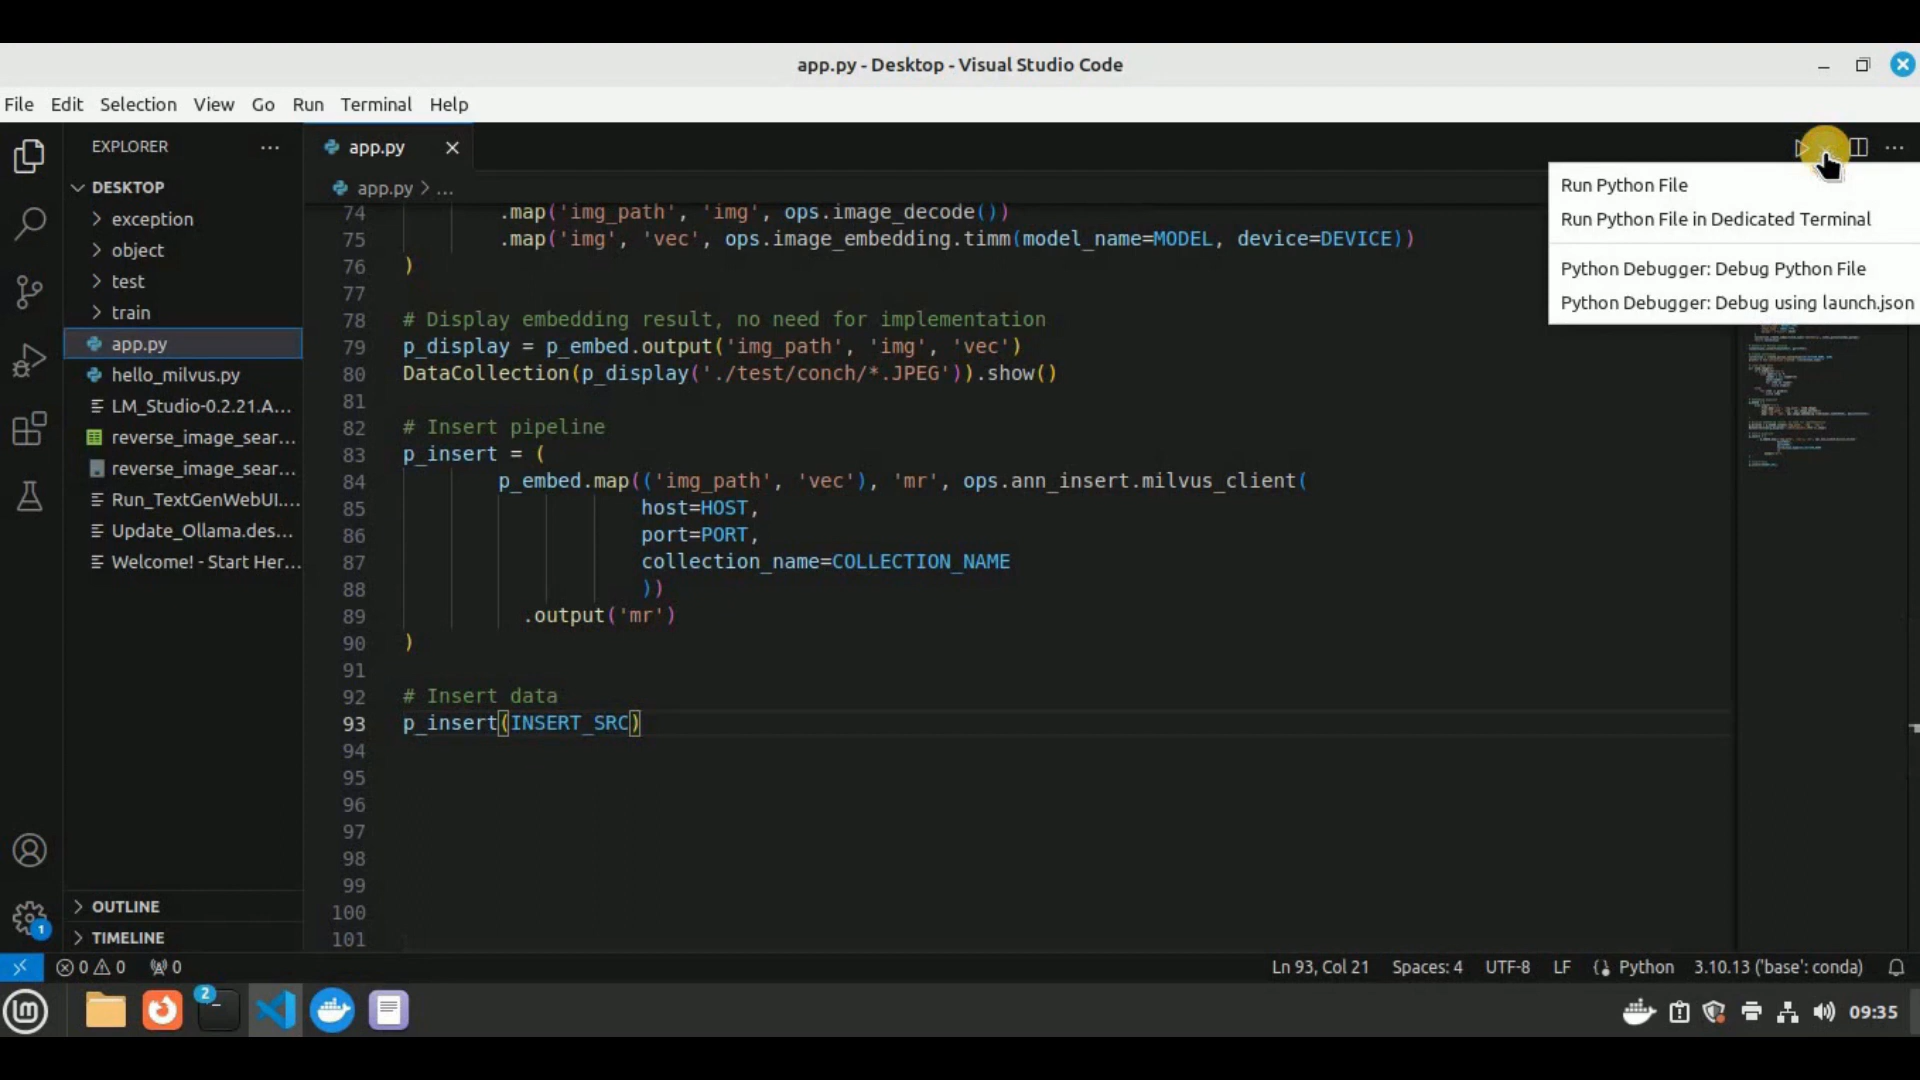 app.py - Desktop - Visual Studio Code
File Edit Selection View Go Run Terminal Help
EXPLORER
DESKTOP
exception
object
test
train
app.py
hello_milvus.py
LM_Studio-0.2.21.A...
reverse_image_sear...
reverse_image_sear...
Run_TextGenWebUI....
Update_Ollama.des...
Welcome! - Start Her...
OUTLINE
TIMELINE
app.py
app.py > ...
74 .map('img_path', 'img', ops.image_decode())
75 .map('img', 'vec', ops.image_embedding.timm(model_name=MODEL, device=DEVICE))
76 )
77
78 # Display embedding result, no need for implementation
79 p_display = p_embed.output('img_path', 'img', 'vec')
80 DataCollection(p_display('./test/conch/*.JPEG')).show()
81
82 # Insert pipeline
83 p_insert = (
84 p_embed.map(('img_path', 'vec'), 'mr', ops.ann_insert.milvus_client(
85 host=HOST,
86 port=PORT,
87 collection_name=COLLECTION_NAME
88 ))
89 .output('mr')
90 )
91
92 # Insert data
93 p_insert(INSERT_SRC)
94
95
96
97
98
99
100
101
Run Python File
Run Python File in Dedicated Terminal
Python Debugger: Debug Python File
Python Debugger: Debug using launch.json
1
0 0 0
Ln 93, Col 21 Spaces: 4 UTF-8 LF Python 3.10.13 ('base': conda)
2
09:35